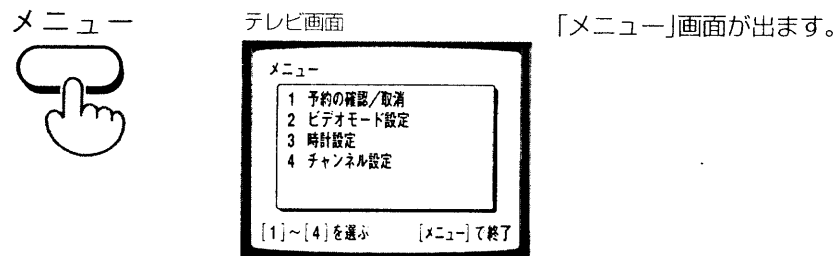 メニュー
テレビ画面
「メニュー」画面が出ます。
メニュー
1 予約の確認/取消
2 ビデオモード設定
3 時計設定
4 チャンネル設定
[1]~[4]を選ぶ [メニュー]で終了